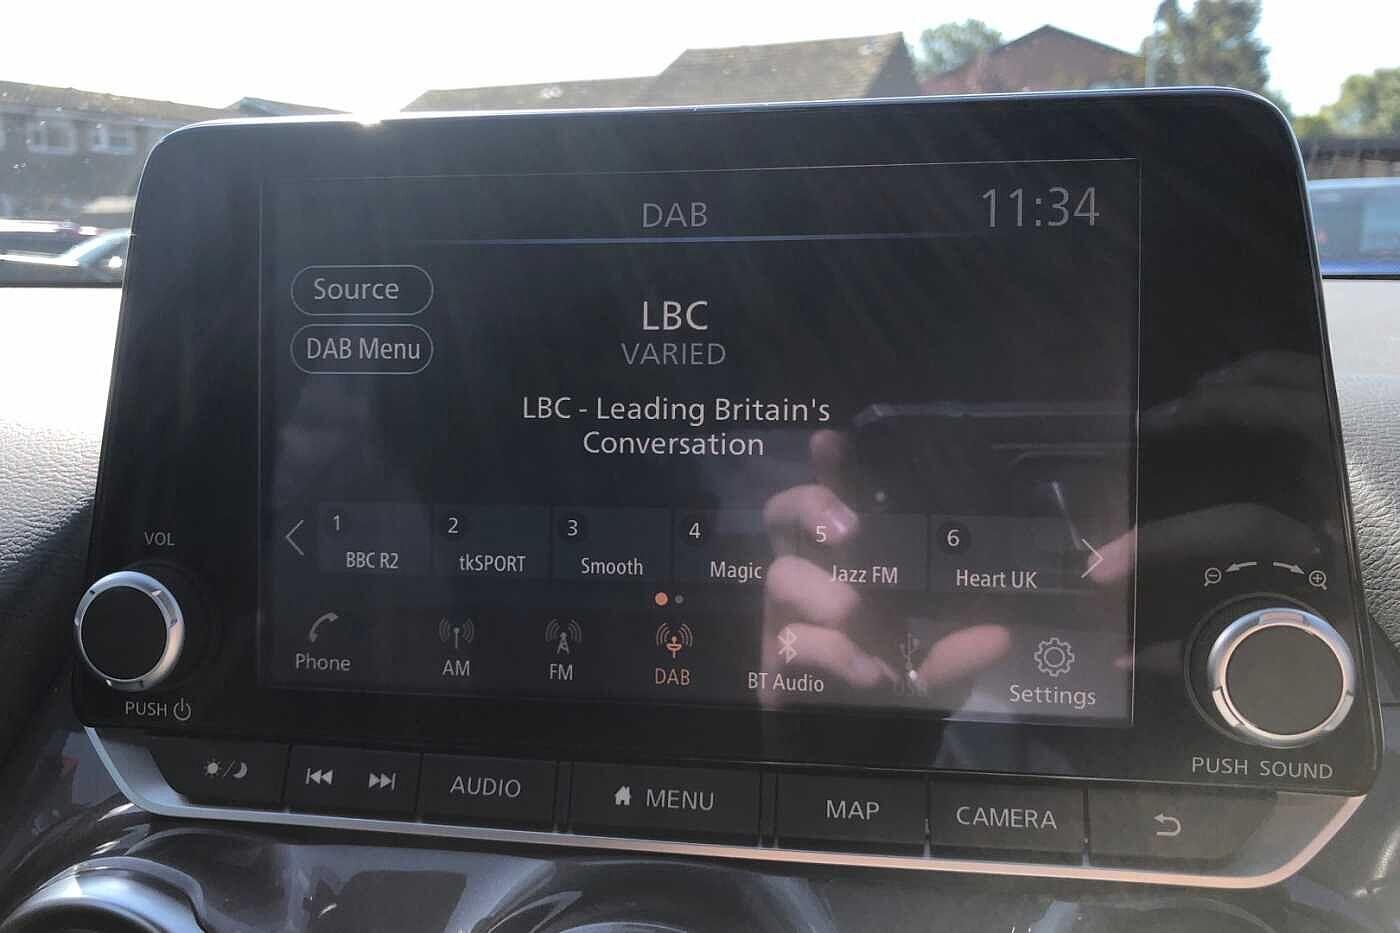 DAB
11:34
Source
DAB Menu
LBC
VARIED
LBC - Leading Britain's
Conversation
1
BBC R2
2
tkSPORT
3
Smooth
4
Magic
5
Jazz FM
6
Heart UK
Phone
AM
FM
DAB
BT Audio
USB
Settings
VOL
PUSH
PUSH SOUND
AUDIO
MENU
MAP
CAMERA